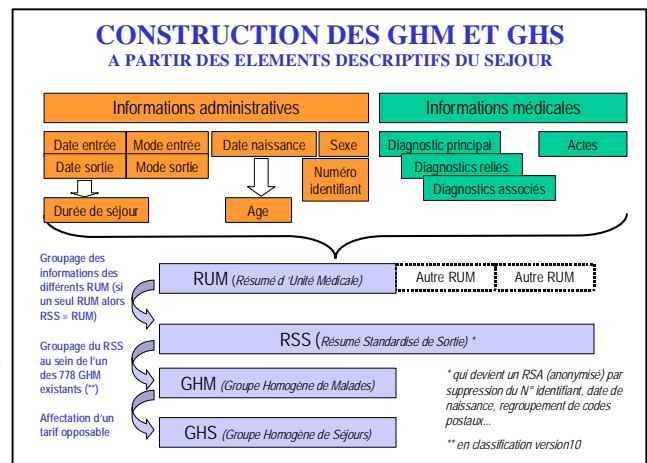 CONSTRUCTION DES GHM ET GHS
A PARTIR DES ELEMENTS DESCRIPTIFS DU SEJOUR
Informations administratives
Informations médicales
Date entrée
Mode entrée
Date naissance
Sexe
Diagnostic principal
Actes
Date sortie
Mode sortie
Numéro
identifiant
Diagnostics reliés
Diagnostics associés
Durée de séjour
Age
Groupage des
informations des
différents RUM (si
un seul RUM alors
RSS = RUM)
RUM (Résumé d 'Unité Médicale)
Autre RUM
Autre RUM
RSS (Résumé Standardisé de Sortie) *
Groupage du RSS
au sein de l'un
des 778 GHM
existants (**)
GHM (Groupe Homogène de Malades)
Affectation d'un
tarif opposable
GHS (Groupe Homogène de Séjours)
* qui devient un RSA (anonymisé) par
suppression du N° identifiant, date de
naissance, regroupement de codes
postaux...
** en classification version10